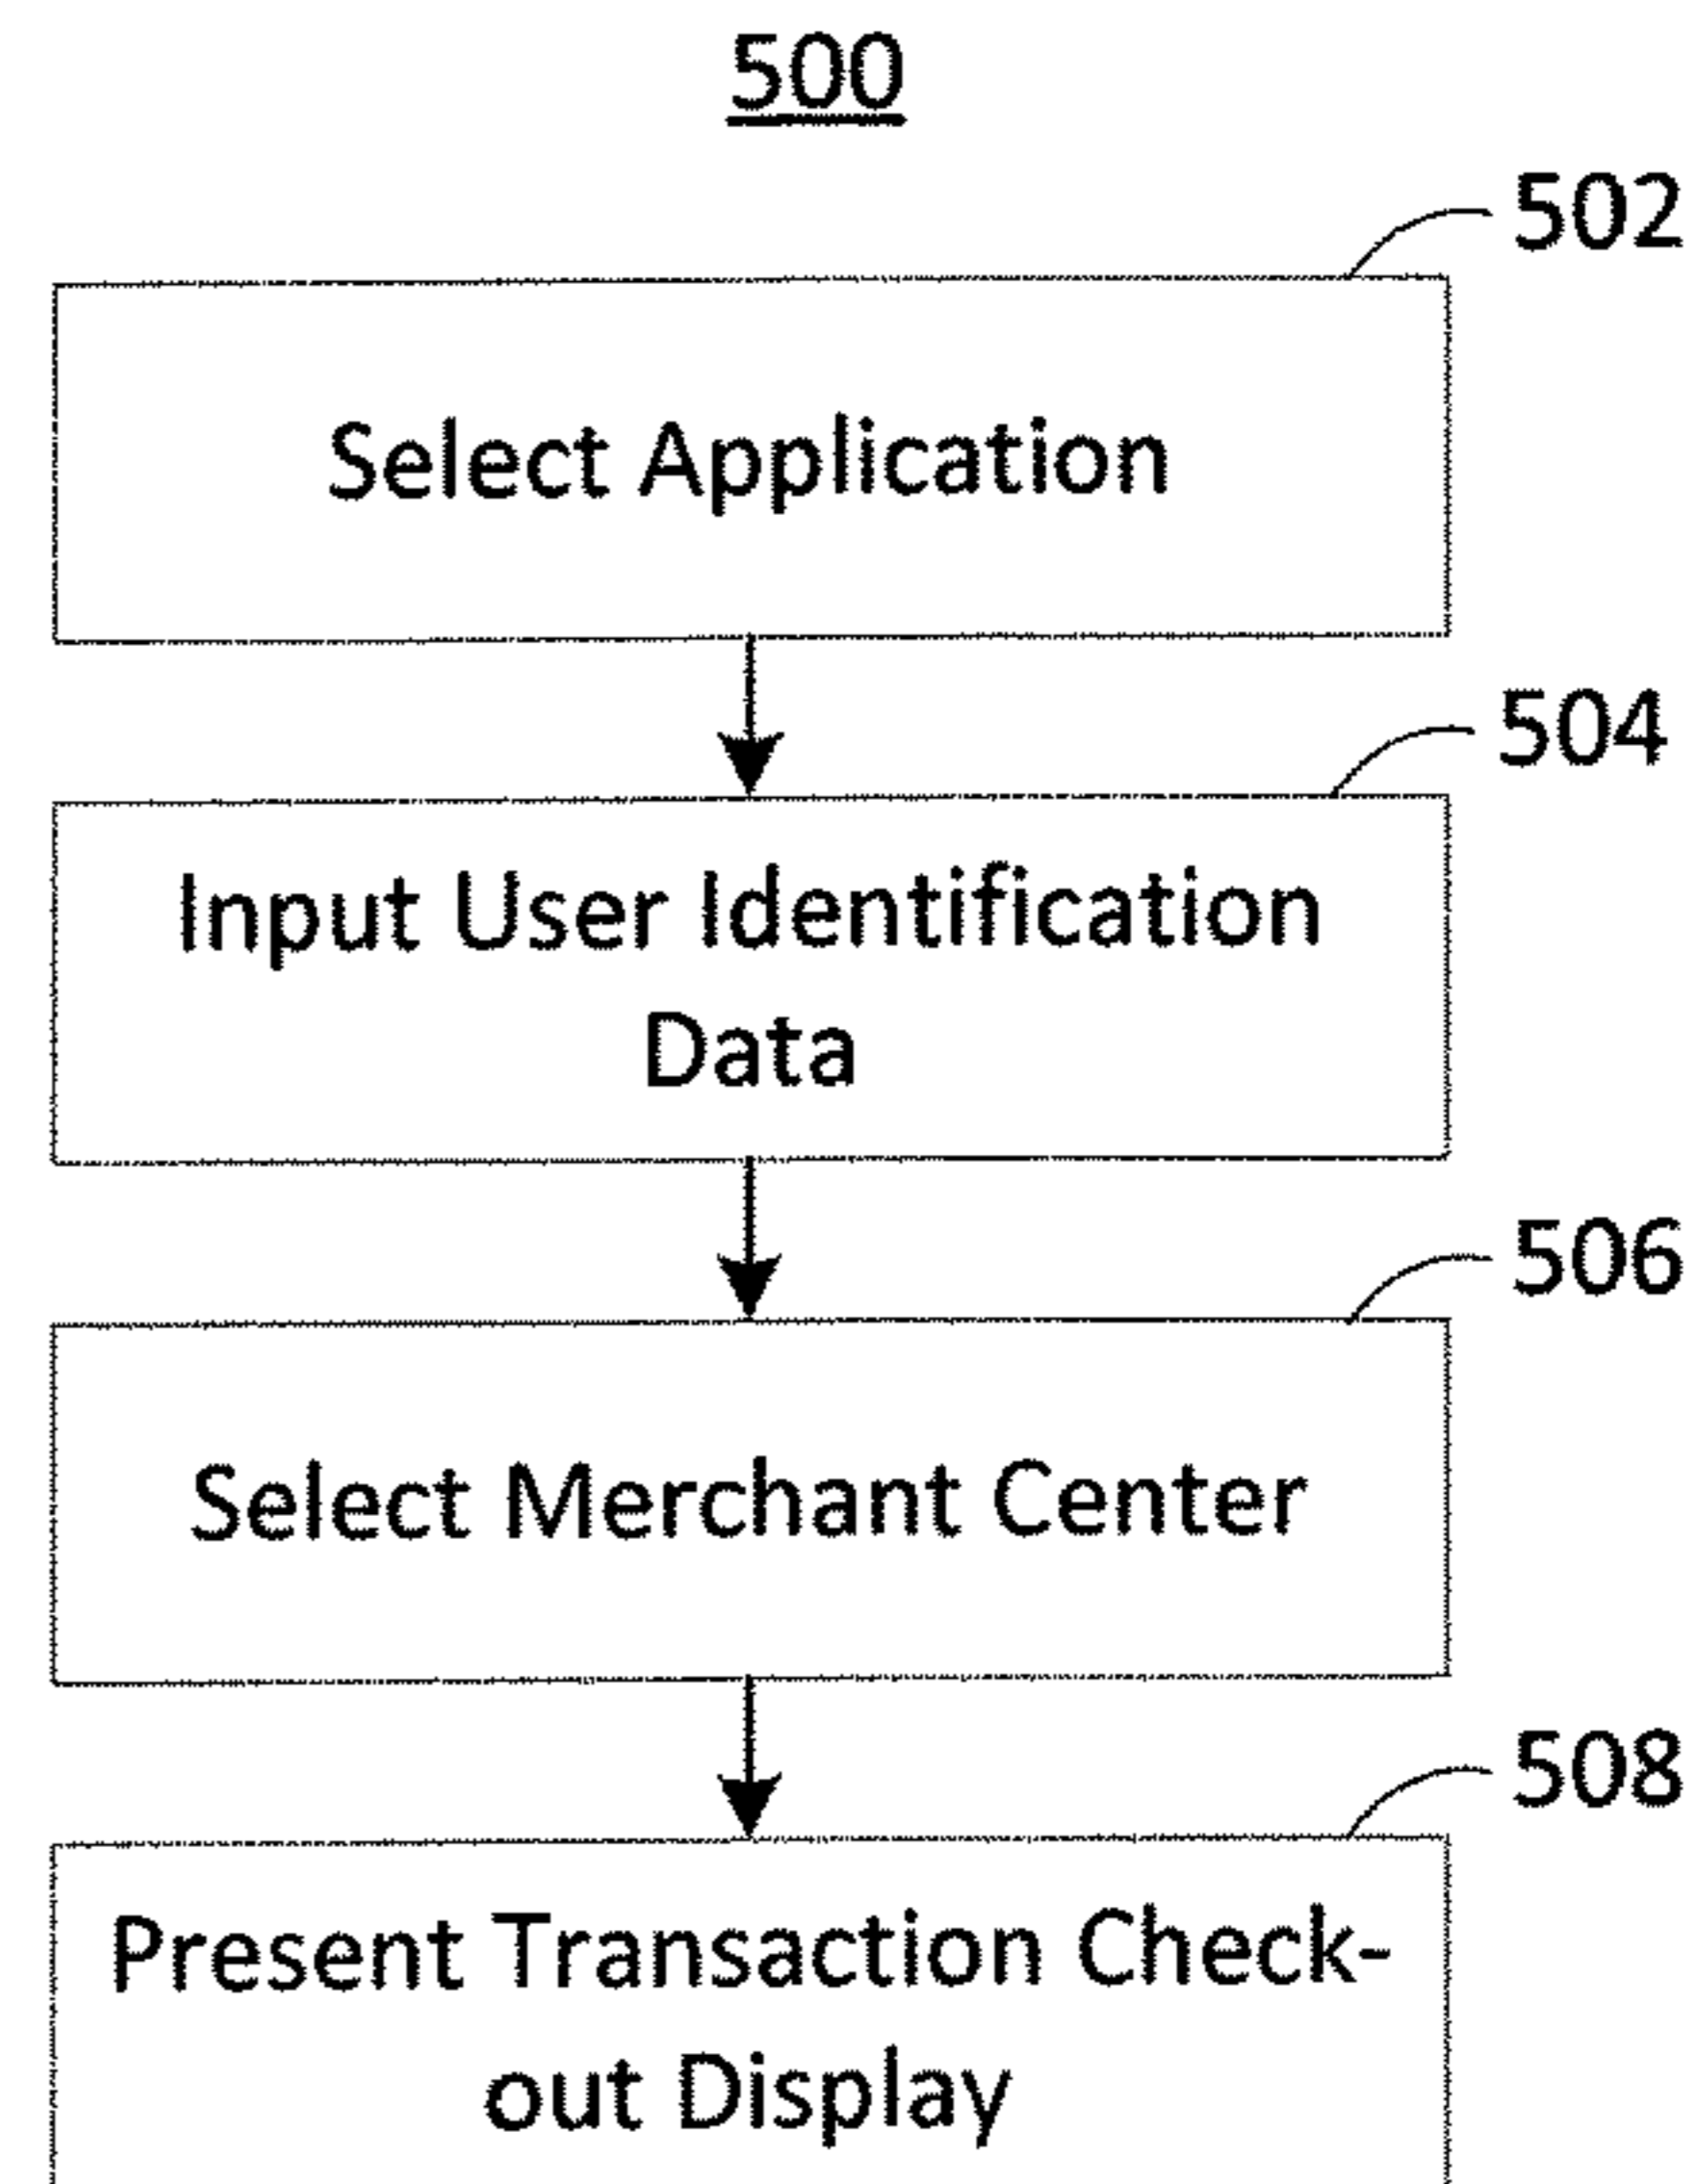 500
502
Select Application
504
Input User Identification
Data
506
Select Merchant Center
508
Present Transaction Check-
out Display